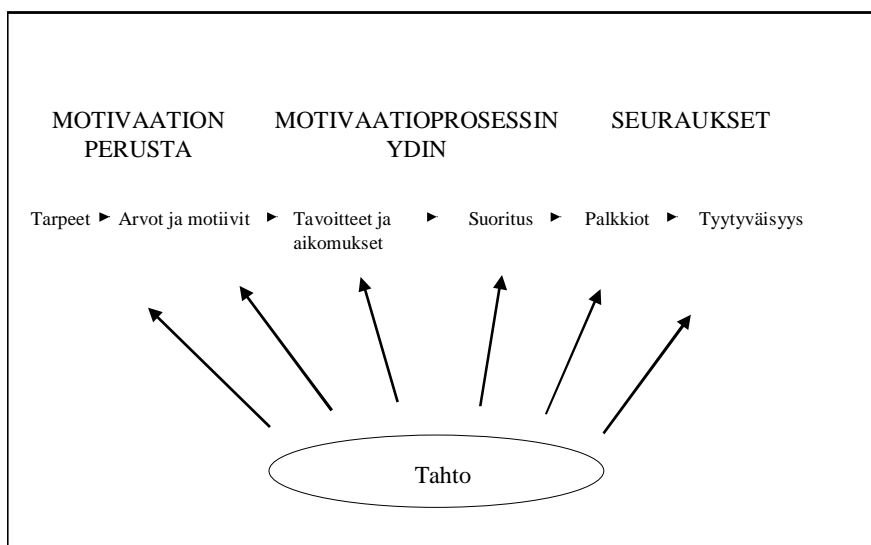 MOTIVAATION
PERUSTA
MOTIVAATIOPROSESSIN
YDIN
SEURAUKSET
Tarpeet
Arvot ja motiivit
Tavoitteet ja
aikomukset
Suoritus
Palkkiot
Tyytyväisyys
Tahto